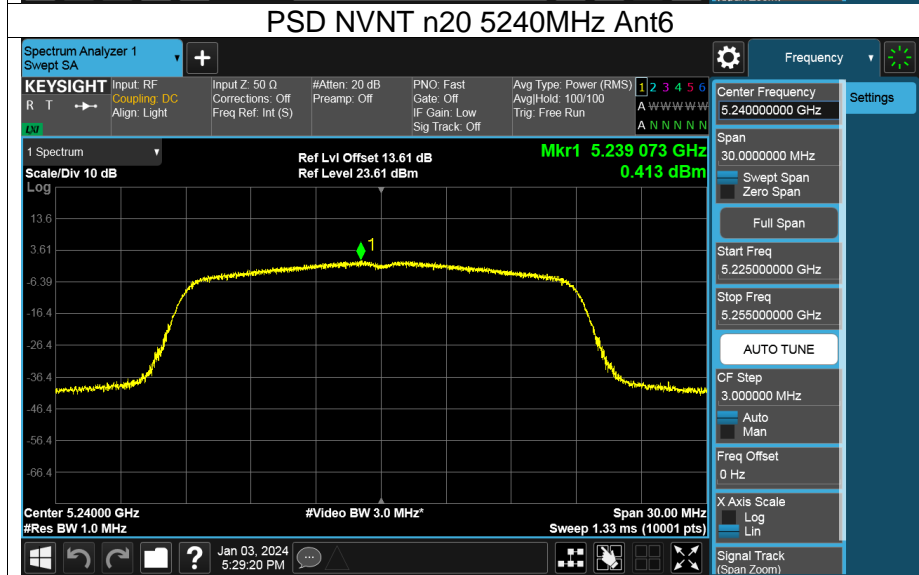 (Span Zoom)
PSD NVNT n20 5240MHz Ant6
Spectrum Analyzer 1
Swept SA
+
Frequency
KEYSIGHT
R T
LXI
Input: RF
Coupling: DC
Align: Light
Input Z: 50 Ω
Corrections: Off
Freq Ref: Int (S)
#Atten: 20 dB
Preamp: Off
PNO: Fast
Gate: Off
IF Gain: Low
Sig Track: Off
Avg Type: Power (RMS)
Avg|Hold: 100/100
Trig: Free Run
1 2 3 4 5 6
A W W W W W
A N N N N N
1 Spectrum
Scale/Div 10 dB
Log
Ref Lvl Offset 13.61 dB
Ref Level 23.61 dBm
Mkr1 5.239 073 GHz
0.413 dBm
13.6
3.61
-6.39
-16.4
-26.4
-36.4
-46.4
-56.4
-66.4
1
Center 5.24000 GHz
#Res BW 1.0 MHz
#Video BW 3.0 MHz*
Span 30.00 MHz
Sweep 1.33 ms (10001 pts)
?
Jan 03, 2024
5:29:20 PM
Center Frequency
5.240000000 GHz
Settings
Span
30.0000000 MHz
Swept Span
Zero Span
Full Span
Start Freq
5.225000000 GHz
Stop Freq
5.255000000 GHz
AUTO TUNE
CF Step
3.000000 MHz
Auto
Man
Freq Offset
0 Hz
X Axis Scale
Log
Lin
Signal Track
(Span Zoom)